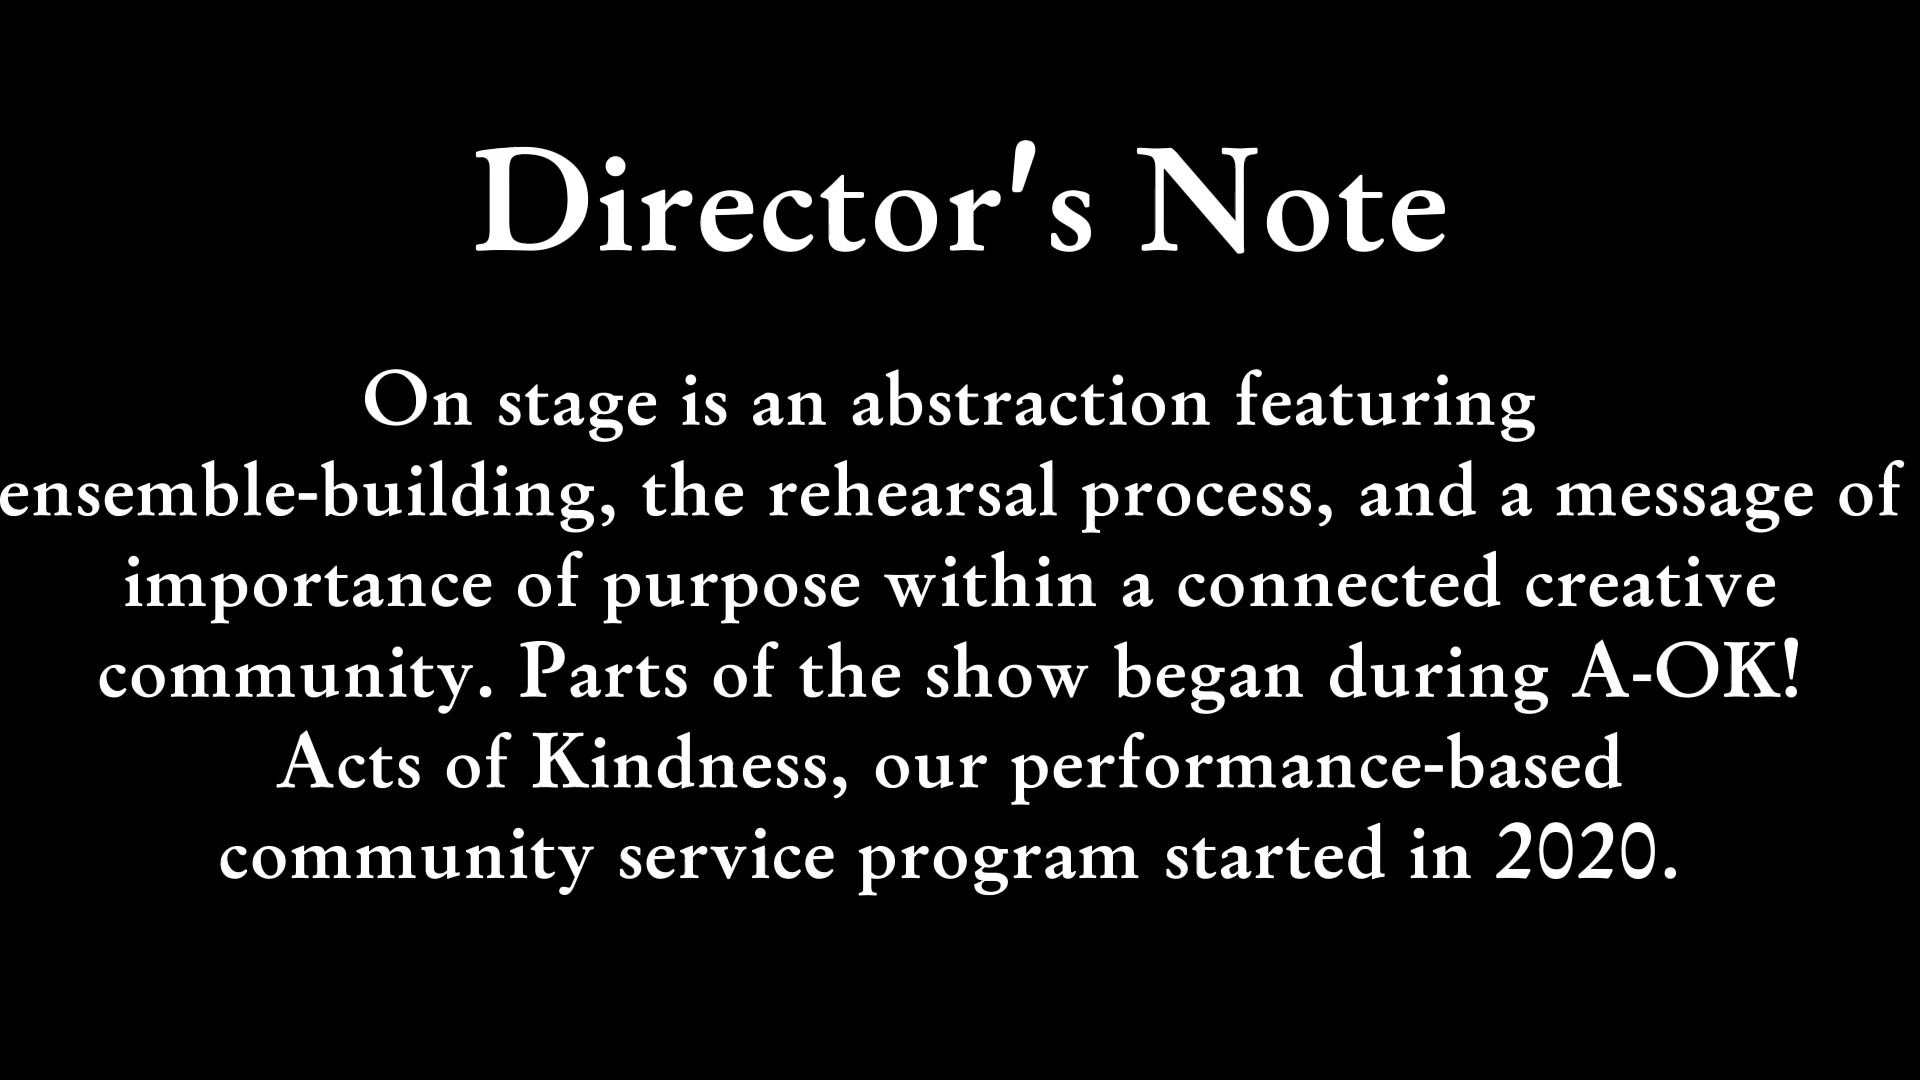 Director's Note
On stage is an abstraction featuring
ensemble-building, the rehearsal process, and a message of
importance of purpose within a connected creative
community. Parts of the show began during A-OK!
Acts of Kindness, our performance-based
community service program started in 2020.